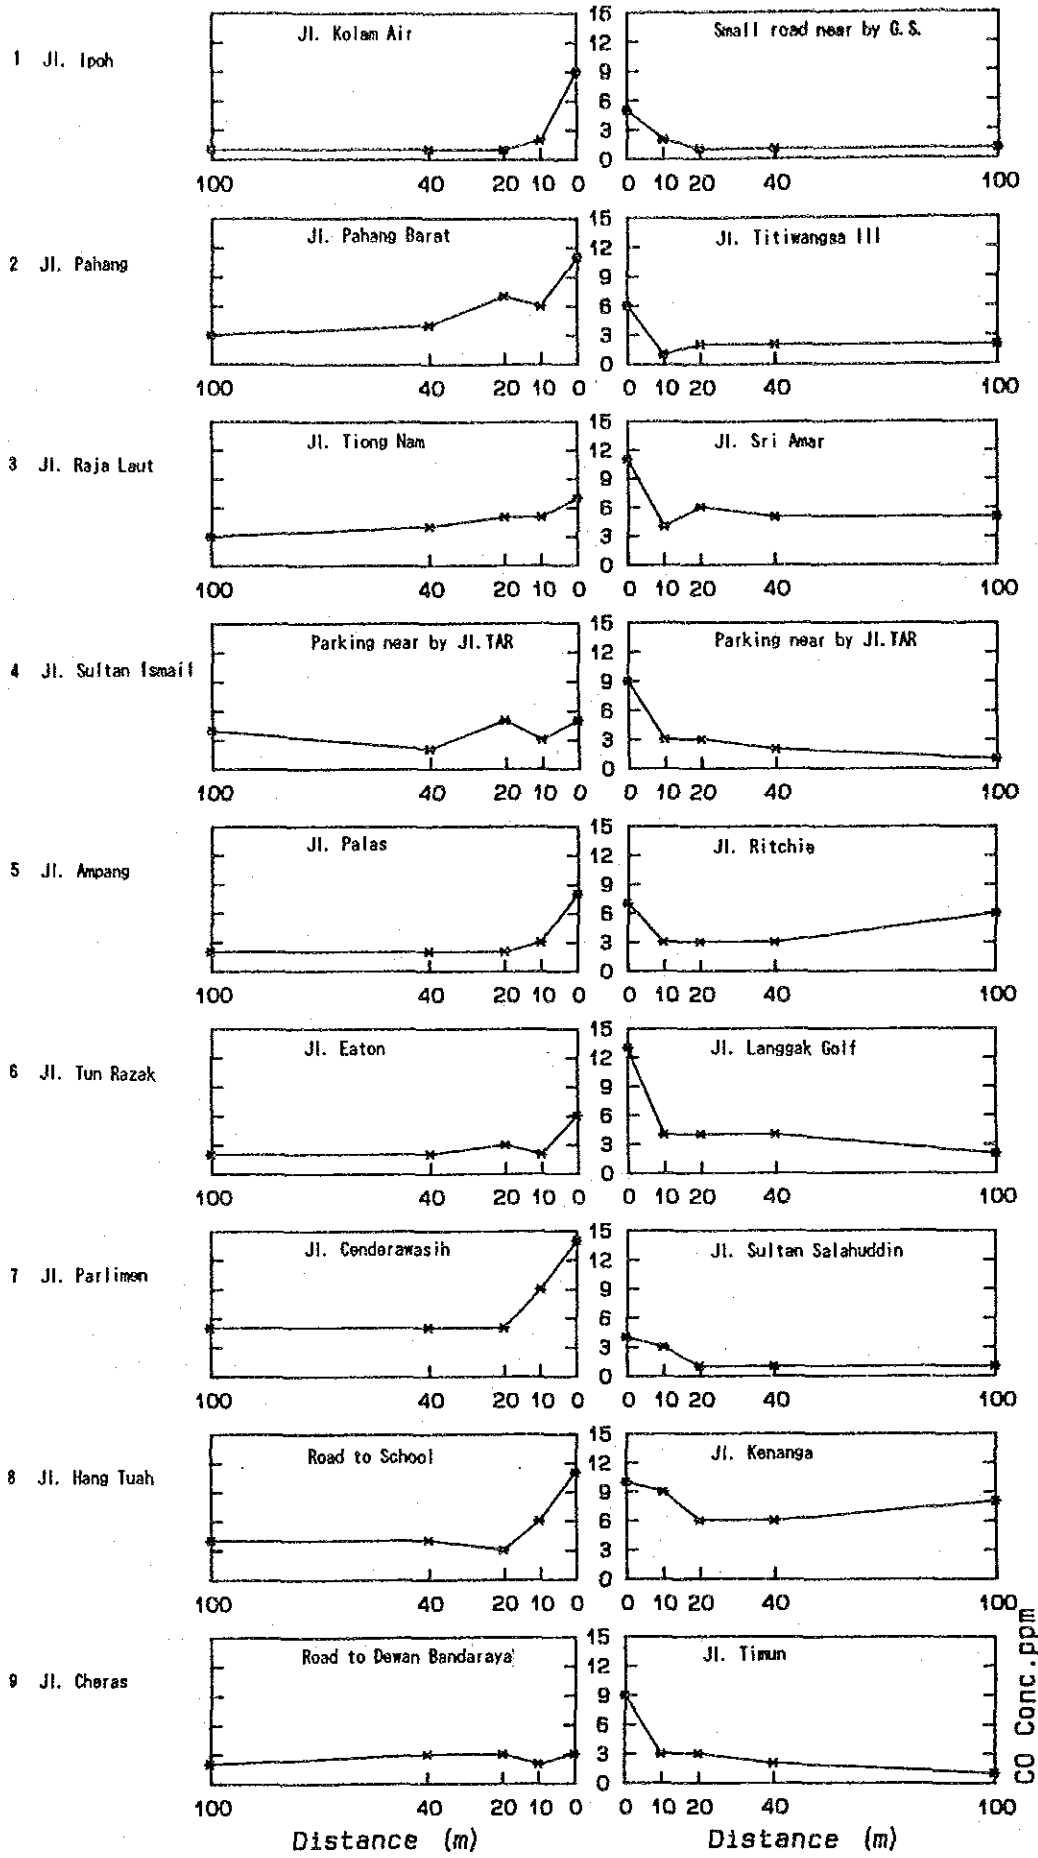 1 Jl. Ipoh
Jl. Kolam Air
Small road near by G.S.
15
12
9
6
3
0
100 40 20 10 0 0 10 20 40 100
2 Jl. Pahang
Jl. Pahang Barat
Jl. Titiwangsa III
15
12
9
6
3
0
100 40 20 10 0 0 10 20 40 100
3 Jl. Raja Laut
Jl. Tiong Nam
Jl. Sri Amar
15
12
9
6
3
0
100 40 20 10 0 0 10 20 40 100
4 Jl. Sultan Ismail
Parking near by Jl.TAR
Parking near by Jl.TAR
15
12
9
6
3
0
100 40 20 10 0 0 10 20 40 100
5 Jl. Ampang
Jl. Palas
Jl. Ritchie
15
12
9
6
3
0
100 40 20 10 0 0 10 20 40 100
6 Jl. Tun Razak
Jl. Eaton
Jl. Langgak Golf
15
12
9
6
3
0
100 40 20 10 0 0 10 20 40 100
7 Jl. Parlimen
Jl. Cenderawasih
Jl. Sultan Salahuddin
15
12
9
6
3
0
100 40 20 10 0 0 10 20 40 100
8 Jl. Hang Tuah
Road to School
Jl. Kenanga
15
12
9
6
3
0
100 40 20 10 0 0 10 20 40 100
9 Jl. Cheras
Road to Dewan Bandaraya
Jl. Timun
15
12
9
6
3
0
100 40 20 10 0 0 10 20 40 100
CO Conc.ppm
Distance (m) Distance (m)